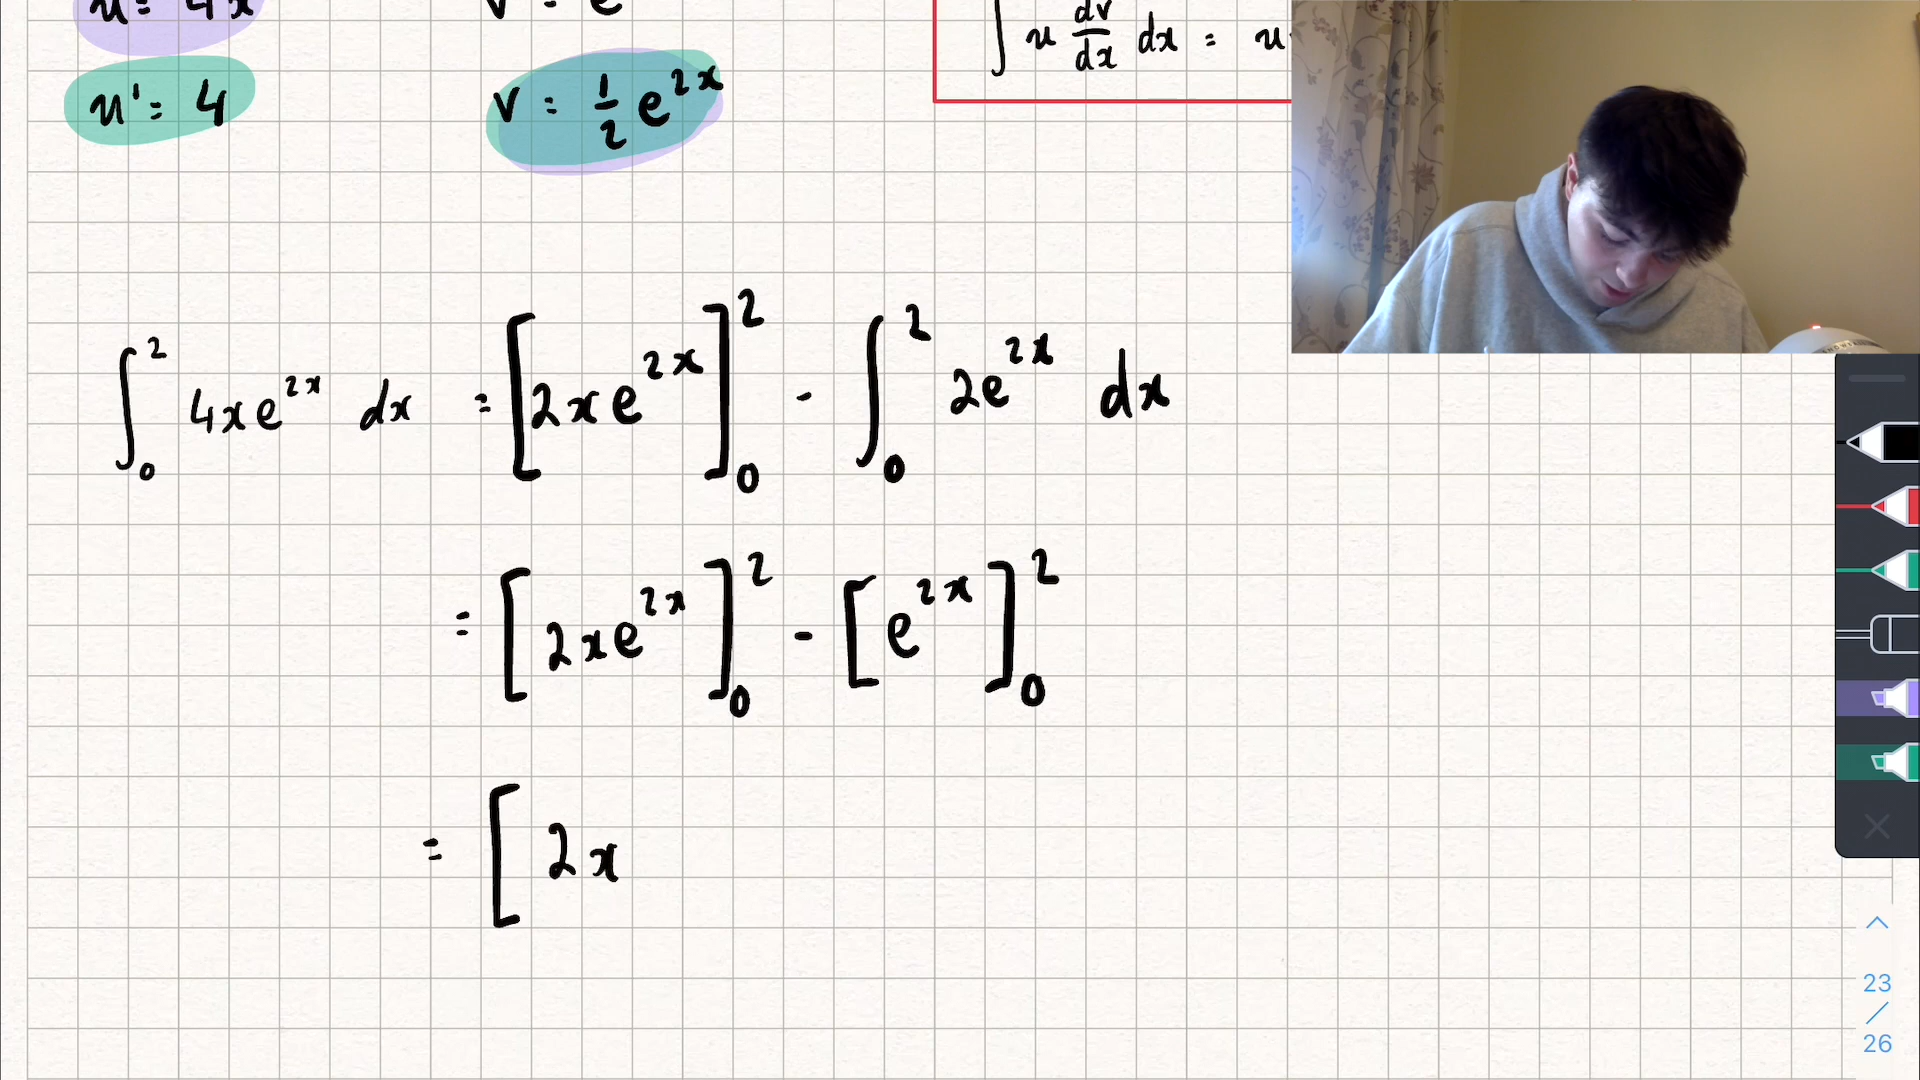 u = 4x
v' = e
∫ u dv/dx dx = u
u' = 4
v = 1/2 e^{2x}
∫_0^2 4xe^{2x} dx = [2xe^{2x}]_0^2 - ∫_0^2 2e^{2x} dx
= [2xe^{2x}]_0^2 - [e^{2x}]_0^2
= [2x
23
/
26